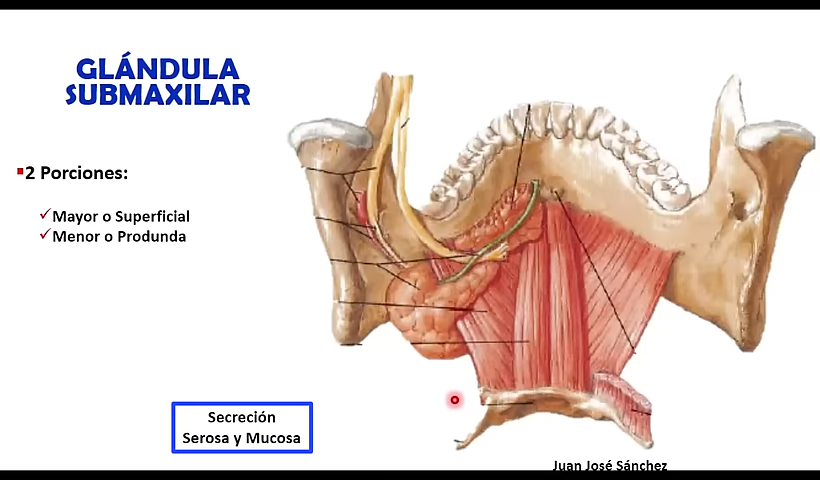 GLÁNDULA
SUBMAXILAR
2 Porciones:
Mayor o Superficial
Menor o Produnda
Secreción
Serosa y Mucosa
Juan José Sánchez